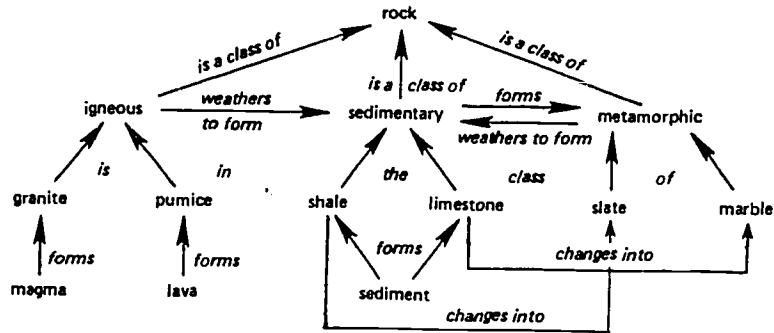 rock
is a class of
is a class of
is a class of
igneous
weathers
to form
sedimentary
forms
weathers to form
metamorphic
is
in
the
class
of
granite
pumice
shale
limestone
slate
marble
forms
forms
forms
changes into
magma
lava
sediment
changes into